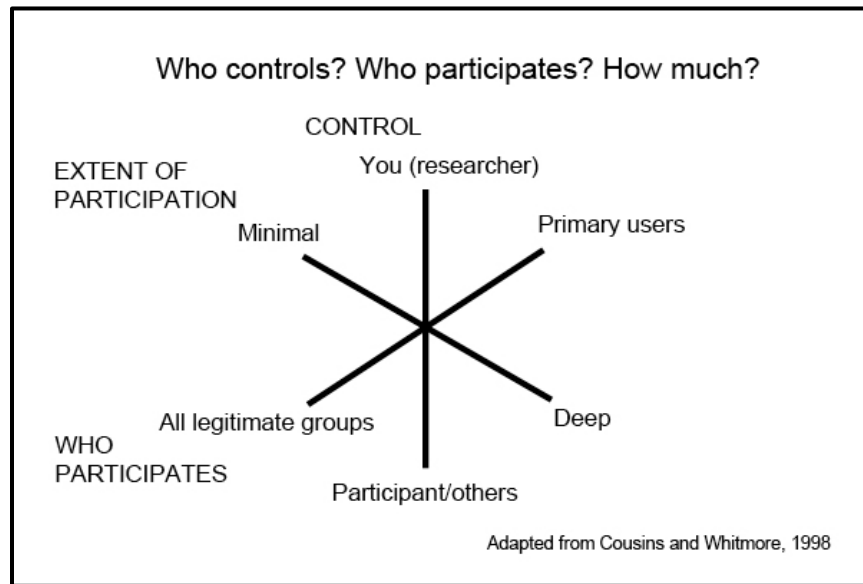 Who controls? Who participates? How much?
CONTROL
You (researcher)
EXTENT OF
PARTICIPATION
Minimal
Primary users
All legitimate groups
Deep
WHO
PARTICIPATES
Participant/others
Adapted from Cousins and Whitmore, 1998